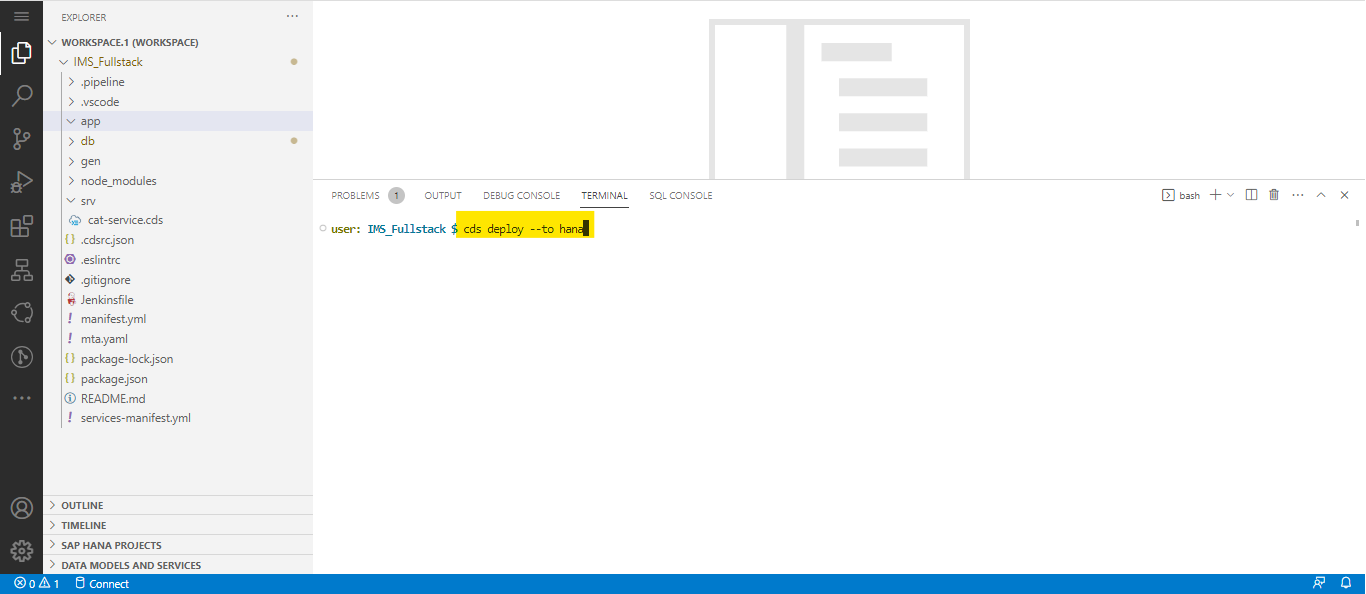 EXPLORER
WORKSPACE.1 (WORKSPACE)
IMS_Fullstack
.pipeline
.vscode
app
db
gen
node_modules
srv
cat-service.cds
.cdsrc.json
.eslintrc
.gitignore
Jenkinsfile
manifest.yml
mta.yaml
package-lock.json
package.json
README.md
services-manifest.yml
OUTLINE
TIMELINE
SAP HANA PROJECTS
DATA MODELS AND SERVICES
PROBLEMS 1 OUTPUT DEBUG CONSOLE TERMINAL SQL CONSOLE
bash
user: IMS_Fullstack $ cds deploy --to hana
0 1 Connect